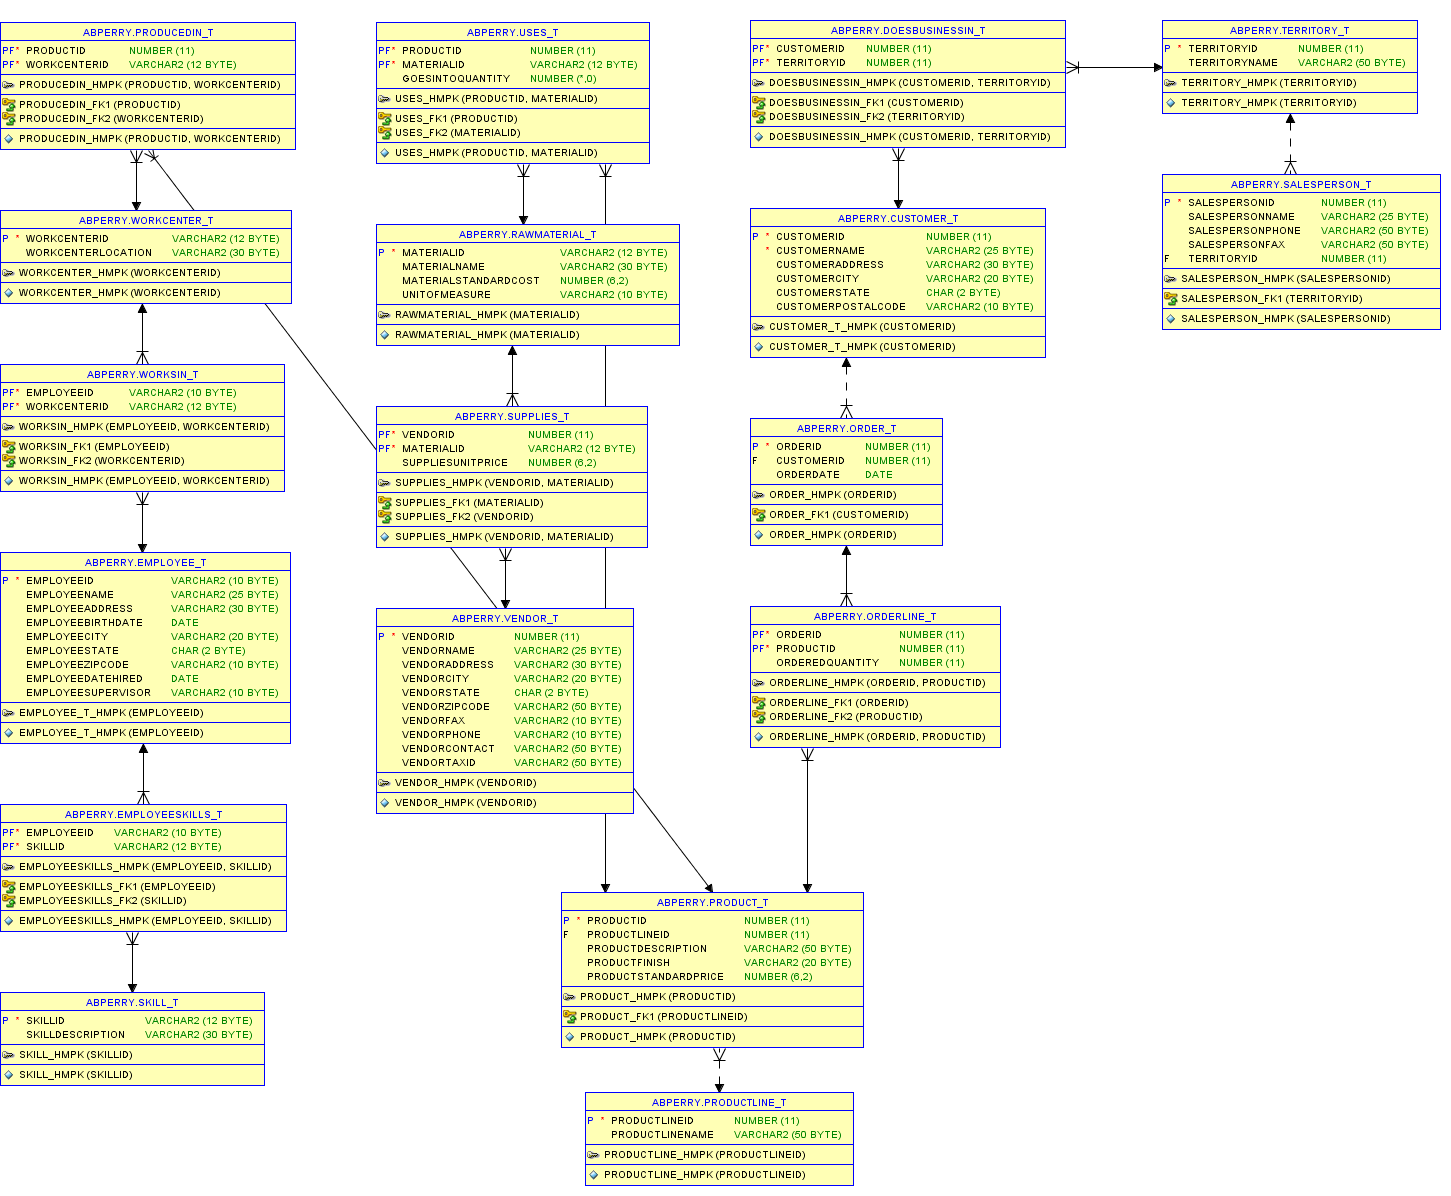 ABPERRY.PRODUCEDIN_T
PF* PRODUCTID NUMBER (11)
PF* WORKCENTERID VARCHAR2 (12 BYTE)
PRODUCEDIN_HMPK (PRODUCTID, WORKCENTERID)
PRODUCEDIN_FK1 (PRODUCTID)
PRODUCEDIN_FK2 (WORKCENTERID)
PRODUCEDIN_HMPK (PRODUCTID, WORKCENTERID)
ABPERRY.WORKCENTER_T
P * WORKCENTERID VARCHAR2 (12 BYTE)
WORKCENTERLOCATION VARCHAR2 (30 BYTE)
WORKCENTER_HMPK (WORKCENTERID)
WORKCENTER_HMPK (WORKCENTERID)
ABPERRY.WORKSIN_T
PF* EMPLOYEEID VARCHAR2 (10 BYTE)
PF* WORKCENTERID VARCHAR2 (12 BYTE)
WORKSIN_HMPK (EMPLOYEEID, WORKCENTERID)
WORKSIN_FK1 (EMPLOYEEID)
WORKSIN_FK2 (WORKCENTERID)
WORKSIN_HMPK (EMPLOYEEID, WORKCENTERID)
ABPERRY.EMPLOYEE_T
P * EMPLOYEEID VARCHAR2 (10 BYTE)
EMPLOYEENAME VARCHAR2 (25 BYTE)
EMPLOYEEADDRESS VARCHAR2 (30 BYTE)
EMPLOYEEBIRTHDATE DATE
EMPLOYEECITY VARCHAR2 (20 BYTE)
EMPLOYEESTATE CHAR (2 BYTE)
EMPLOYEEZIPCODE VARCHAR2 (10 BYTE)
EMPLOYEEDATEHIRED DATE
EMPLOYEESUPERVISOR VARCHAR2 (10 BYTE)
EMPLOYEE_T_HMPK (EMPLOYEEID)
EMPLOYEE_T_HMPK (EMPLOYEEID)
ABPERRY.EMPLOYEESKILLS_T
PF* EMPLOYEEID VARCHAR2 (10 BYTE)
PF* SKILLID VARCHAR2 (12 BYTE)
EMPLOYEESKILLS_HMPK (EMPLOYEEID, SKILLID)
EMPLOYEESKILLS_FK1 (EMPLOYEEID)
EMPLOYEESKILLS_FK2 (SKILLID)
EMPLOYEESKILLS_HMPK (EMPLOYEEID, SKILLID)
ABPERRY.SKILL_T
P * SKILLID VARCHAR2 (12 BYTE)
SKILLDESCRIPTION VARCHAR2 (30 BYTE)
SKILL_HMPK (SKILLID)
SKILL_HMPK (SKILLID)
ABPERRY.USES_T
PF* PRODUCTID NUMBER (11)
PF* MATERIALID VARCHAR2 (12 BYTE)
GOESINTOQUANTITY NUMBER (*,0)
USES_HMPK (PRODUCTID, MATERIALID)
USES_FK1 (PRODUCTID)
USES_FK2 (MATERIALID)
USES_HMPK (PRODUCTID, MATERIALID)
ABPERRY.RAWMATERIAL_T
P * MATERIALID VARCHAR2 (12 BYTE)
MATERIALNAME VARCHAR2 (30 BYTE)
MATERIALSTANDARDCOST NUMBER (6,2)
UNITOFMEASURE VARCHAR2 (10 BYTE)
RAWMATERIAL_HMPK (MATERIALID)
RAWMATERIAL_HMPK (MATERIALID)
ABPERRY.SUPPLIES_T
PF* VENDORID NUMBER (11)
PF* MATERIALID VARCHAR2 (12 BYTE)
SUPPLIESUNITPRICE NUMBER (6,2)
SUPPLIES_HMPK (VENDORID, MATERIALID)
SUPPLIES_FK1 (MATERIALID)
SUPPLIES_FK2 (VENDORID)
SUPPLIES_HMPK (VENDORID, MATERIALID)
ABPERRY.VENDOR_T
P * VENDORID NUMBER (11)
VENDORNAME VARCHAR2 (25 BYTE)
VENDORADDRESS VARCHAR2 (30 BYTE)
VENDORCITY VARCHAR2 (20 BYTE)
VENDORSTATE CHAR (2 BYTE)
VENDORZIPCODE VARCHAR2 (50 BYTE)
VENDORFAX VARCHAR2 (10 BYTE)
VENDORPHONE VARCHAR2 (10 BYTE)
VENDORCONTACT VARCHAR2 (50 BYTE)
VENDORTAXID VARCHAR2 (50 BYTE)
VENDOR_HMPK (VENDORID)
VENDOR_HMPK (VENDORID)
ABPERRY.DOESBUSINESSIN_T
PF* CUSTOMERID NUMBER (11)
PF* TERRITORYID NUMBER (11)
DOESBUSINESSIN_HMPK (CUSTOMERID, TERRITORYID)
DOESBUSINESSIN_FK1 (CUSTOMERID)
DOESBUSINESSIN_FK2 (TERRITORYID)
DOESBUSINESSIN_HMPK (CUSTOMERID, TERRITORYID)
ABPERRY.CUSTOMER_T
P * CUSTOMERID NUMBER (11)
* CUSTOMERNAME VARCHAR2 (25 BYTE)
CUSTOMERADDRESS VARCHAR2 (30 BYTE)
CUSTOMERCITY VARCHAR2 (20 BYTE)
CUSTOMERSTATE CHAR (2 BYTE)
CUSTOMERPOSTALCODE VARCHAR2 (10 BYTE)
CUSTOMER_T_HMPK (CUSTOMERID)
CUSTOMER_T_HMPK (CUSTOMERID)
ABPERRY.ORDER_T
P * ORDERID NUMBER (11)
F CUSTOMERID NUMBER (11)
ORDERDATE DATE
ORDER_HMPK (ORDERID)
ORDER_FK1 (CUSTOMERID)
ORDER_HMPK (ORDERID)
ABPERRY.ORDERLINE_T
PF* ORDERID NUMBER (11)
PF* PRODUCTID NUMBER (11)
ORDEREDQUANTITY NUMBER (11)
ORDERLINE_HMPK (ORDERID, PRODUCTID)
ORDERLINE_FK1 (ORDERID)
ORDERLINE_FK2 (PRODUCTID)
ORDERLINE_HMPK (ORDERID, PRODUCTID)
ABPERRY.PRODUCT_T
P * PRODUCTID NUMBER (11)
F PRODUCTLINEID NUMBER (11)
PRODUCTDESCRIPTION VARCHAR2 (50 BYTE)
PRODUCTFINISH VARCHAR2 (20 BYTE)
PRODUCTSTANDARDPRICE NUMBER (6,2)
PRODUCT_HMPK (PRODUCTID)
PRODUCT_FK1 (PRODUCTLINEID)
PRODUCT_HMPK (PRODUCTID)
ABPERRY.PRODUCTLINE_T
P * PRODUCTLINEID NUMBER (11)
PRODUCTLINENAME VARCHAR2 (50 BYTE)
PRODUCTLINE_HMPK (PRODUCTLINEID)
PRODUCTLINE_HMPK (PRODUCTLINEID)
ABPERRY.TERRITORY_T
P * TERRITORYID NUMBER (11)
TERRITORYNAME VARCHAR2 (50 BYTE)
TERRITORY_HMPK (TERRITORYID)
TERRITORY_HMPK (TERRITORYID)
ABPERRY.SALESPERSON_T
P * SALESPERSONID NUMBER (11)
SALESPERSONNAME VARCHAR2 (25 BYTE)
SALESPERSONPHONE VARCHAR2 (50 BYTE)
SALESPERSONFAX VARCHAR2 (50 BYTE)
F TERRITORYID NUMBER (11)
SALESPERSON_HMPK (SALESPERSONID)
SALESPERSON_FK1 (TERRITORYID)
SALESPERSON_HMPK (SALESPERSONID)